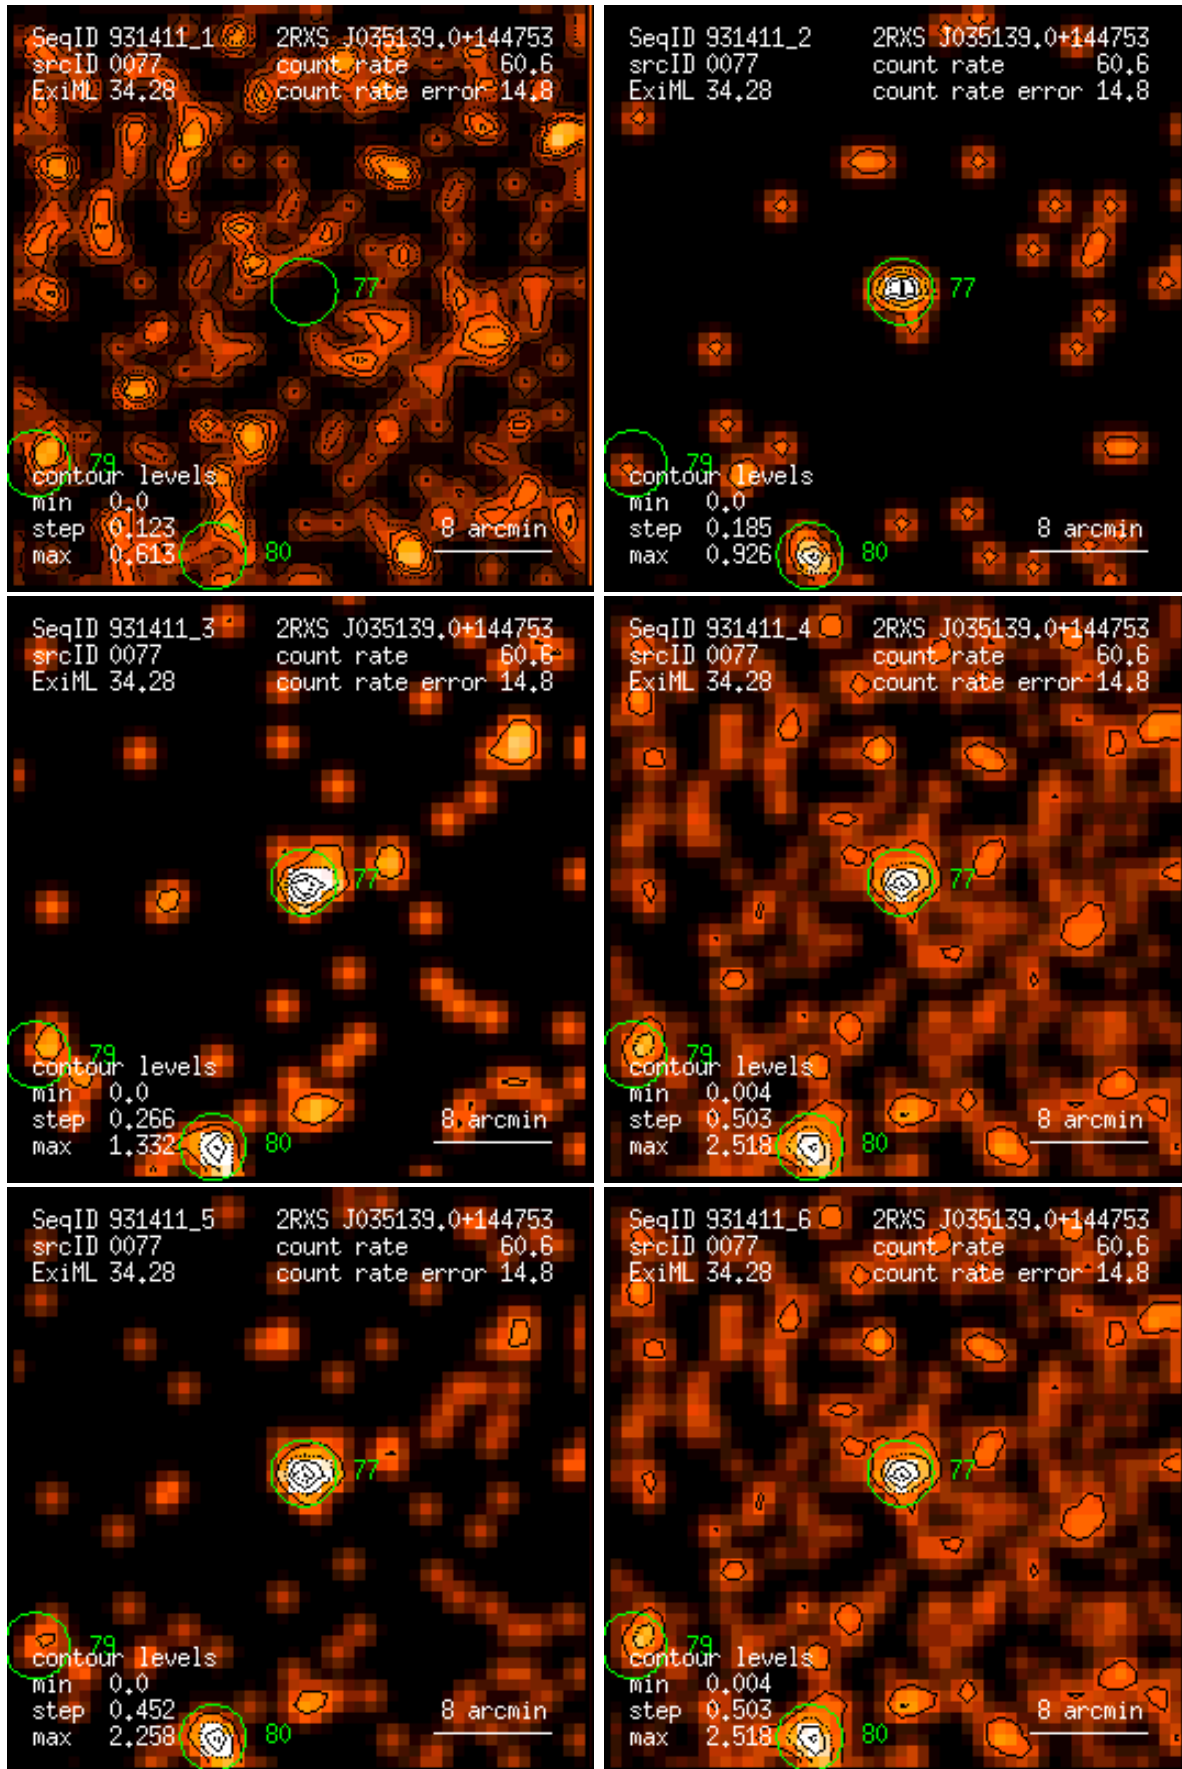 SeqID 931411_1 2RXS J035139.0+144753
srcID 0077 count rate 60.6
ExiML 34.28 count rate error 14.8
77
79
contour levels
min 0.0
step 0.123 8 arcmin
max 0.613 80
SeqID 931411_2 2RXS J035139.0+144753
srcID 0077 count rate 60.6
ExiML 34.28 count rate error 14.8
77
79
contour levels
min 0.0
step 0.185 8 arcmin
max 0.926 80
SeqID 931411_3 2RXS J035139.0+144753
srcID 0077 count rate 60.6
ExiML 34.28 count rate error 14.8
77
79
contour levels
min 0.0
step 0.266 8 arcmin
max 1.332 80
SeqID 931411_4 2RXS J035139.0+144753
srcID 0077 count rate 60.6
ExiML 34.28 count rate error 14.8
77
79
contour levels
min 0.004
step 0.503 8 arcmin
max 2.518 80
SeqID 931411_5 2RXS J035139.0+144753
srcID 0077 count rate 60.6
ExiML 34.28 count rate error 14.8
77
79
contour levels
min 0.0
step 0.452 8 arcmin
max 2.258 80
SeqID 931411_6 2RXS J035139.0+144753
srcID 0077 count rate 60.6
ExiML 34.28 count rate error 14.8
77
79
contour levels
min 0.004
step 0.503 8 arcmin
max 2.518 80